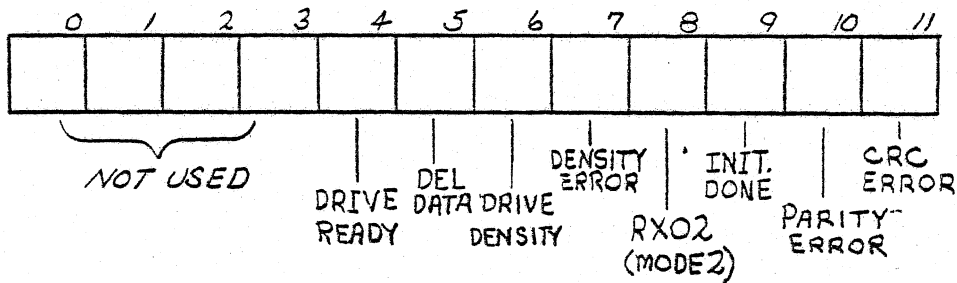 0 1 2 3 4 5 6 7 8 9 10 11
NOT USED
DRIVE
READY
DEL
DATA
DRIVE
DENSITY
DENSITY
ERROR
RX02
(MODE2)
INIT.
DONE
PARITY
ERROR
CRC
ERROR